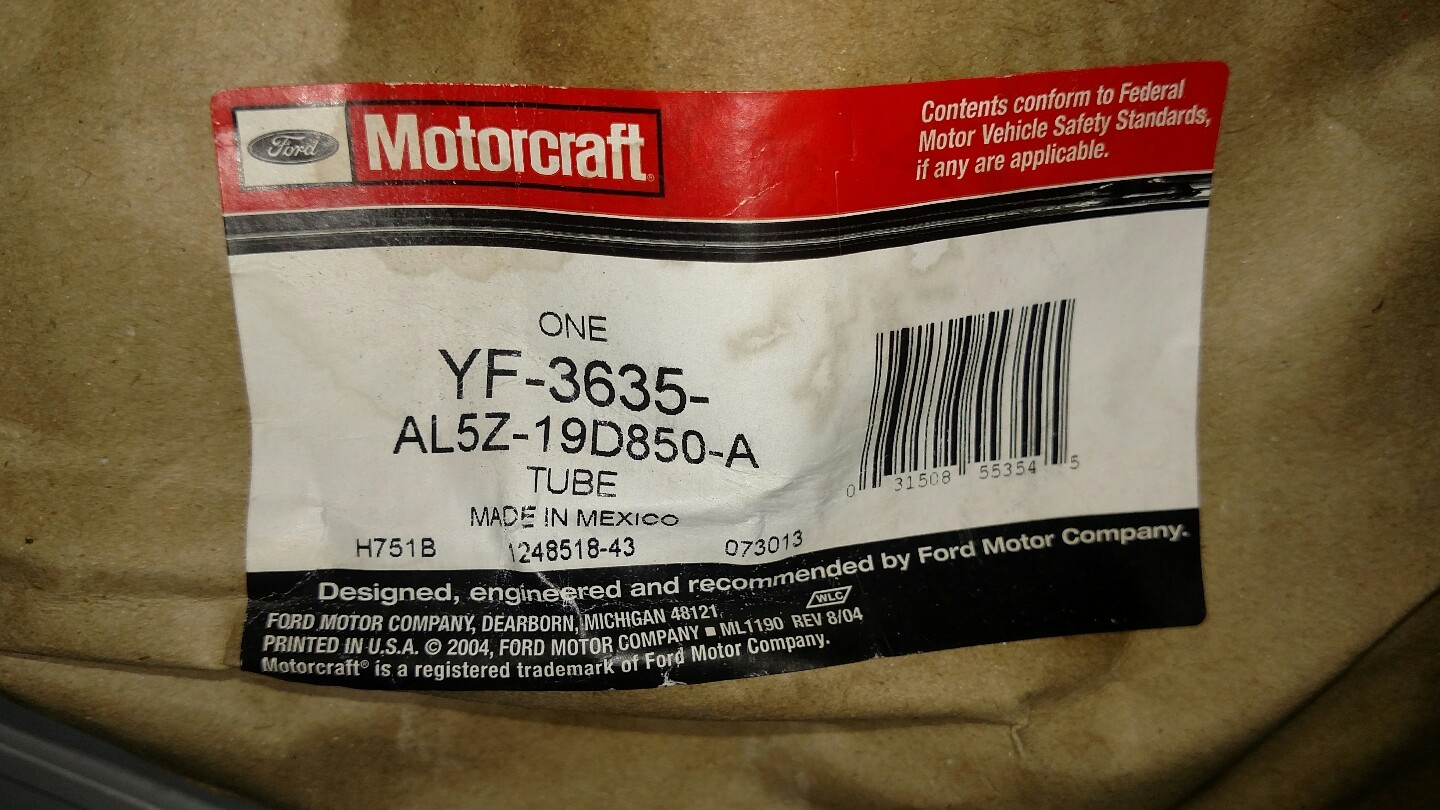 Ford
Motorcraft®
Contents conform to Federal
Motor Vehicle Safety Standards,
if any are applicable.
ONE
YF-3635-
AL5Z-19D850-A
TUBE
MADE IN MEXICO
H751B 1248518-43 073013
0 31508 55354 5
Designed, engineered and recommended by Ford Motor Company.
WLC
FORD MOTOR COMPANY, DEARBORN, MICHIGAN 48121
PRINTED IN U.S.A. © 2004, FORD MOTOR COMPANY ■ ML1190 REV 8/04
Motorcraft® is a registered trademark of Ford Motor Company.